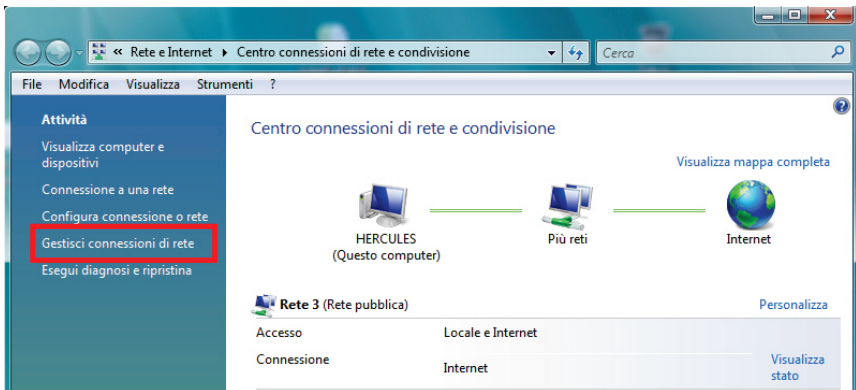 « Rete e Internet ▸ Centro connessioni di rete e condivisione
Cerca
File Modifica Visualizza Strumenti ?
Attività
Visualizza computer e
dispositivi
Connessione a una rete
Configura connessione o rete
Gestisci connessioni di rete
Esegui diagnosi e ripristina
Centro connessioni di rete e condivisione
Visualizza mappa completa
HERCULES
(Questo computer)
Più reti
Internet
Rete 3 (Rete pubblica)
Personalizza
Accesso
Locale e Internet
Connessione
Internet
Visualizza
stato